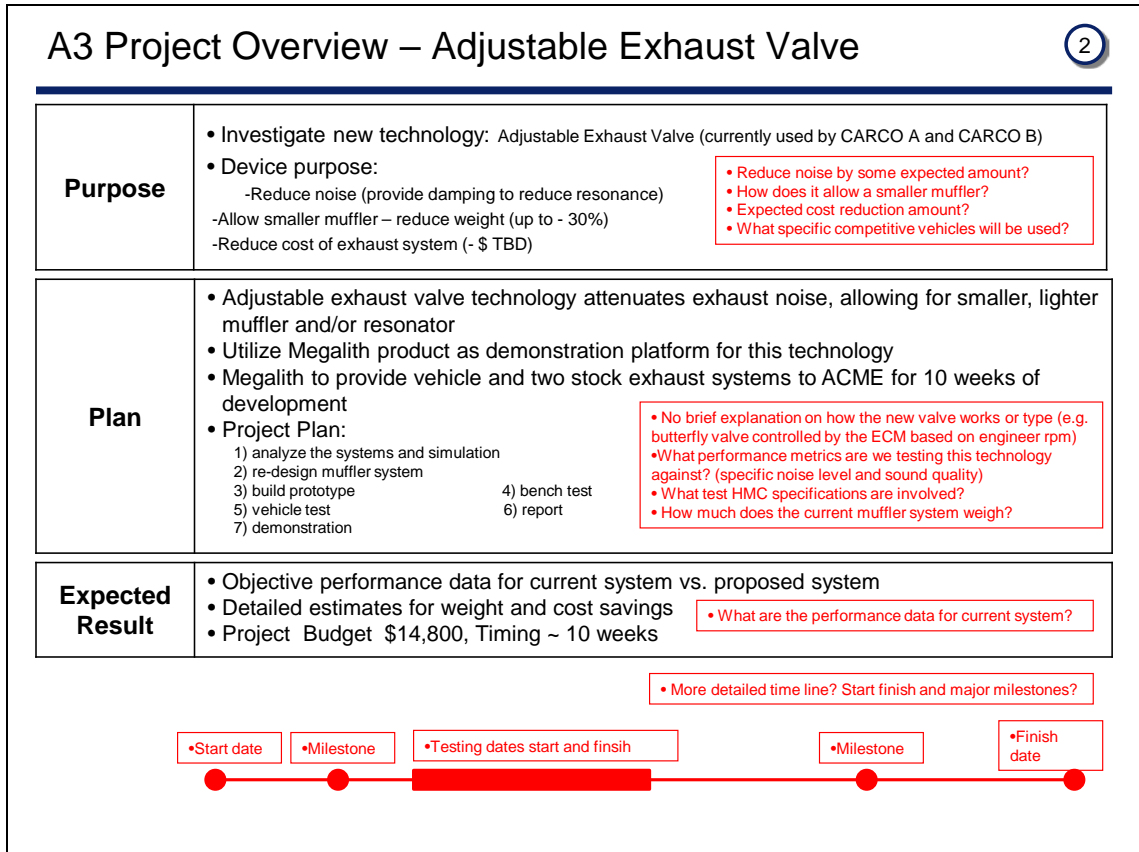 A3 Project Overview – Adjustable Exhaust Valve
2
Purpose
• Investigate new technology: Adjustable Exhaust Valve (currently used by CARCO A and CARCO B)
• Device purpose:
-Reduce noise (provide damping to reduce resonance)
-Allow smaller muffler – reduce weight (up to - 30%)
-Reduce cost of exhaust system (- $ TBD)
• Reduce noise by some expected amount?
• How does it allow a smaller muffler?
• Expected cost reduction amount?
• What specific competitive vehicles will be used?
Plan
• Adjustable exhaust valve technology attenuates exhaust noise, allowing for smaller, lighter
muffler and/or resonator
• Utilize Megalith product as demonstration platform for this technology
• Megalith to provide vehicle and two stock exhaust systems to ACME for 10 weeks of
development
• Project Plan:
1) analyze the systems and simulation
2) re-design muffler system
3) build prototype 4) bench test
5) vehicle test 6) report
7) demonstration
• No brief explanation on how the new valve works or type (e.g.
butterfly valve controlled by the ECM based on engineer rpm)
•What performance metrics are we testing this technology
against? (specific noise level and sound quality)
• What test HMC specifications are involved?
• How much does the current muffler system weigh?
Expected
Result
• Objective performance data for current system vs. proposed system
• Detailed estimates for weight and cost savings
• Project Budget $14,800, Timing ~ 10 weeks
• What are the performance data for current system?
• More detailed time line? Start finish and major milestones?
•Start date
•Milestone
•Testing dates start and finsih
•Milestone
•Finish
date